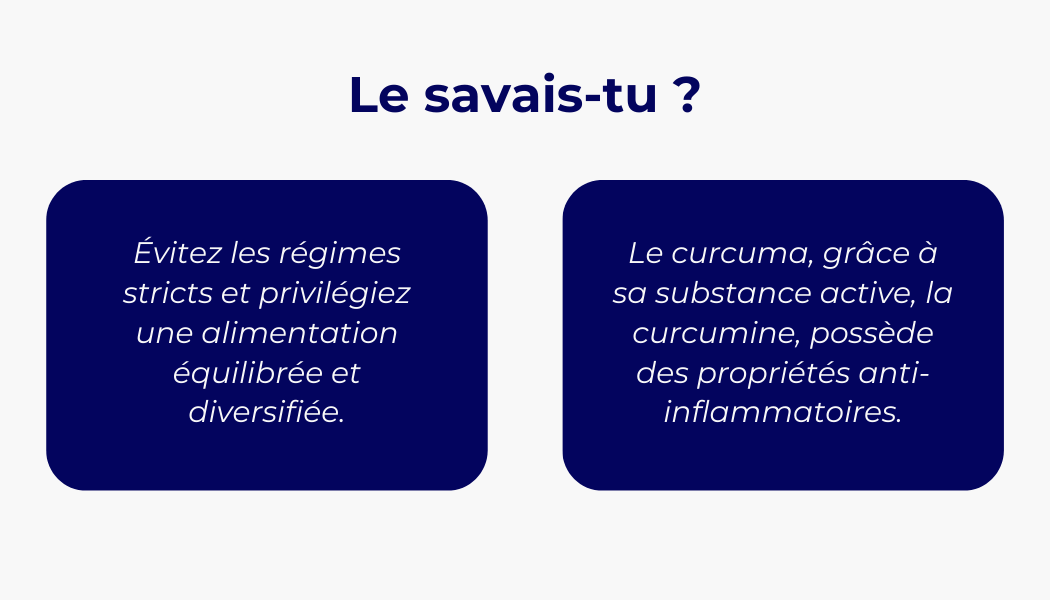 Le savais-tu ?
Évitez les régimes
stricts et privilégiez
une alimentation
équilibrée et
diversifiée.
Le curcuma, grâce à
sa substance active, la
curcumine, possède
des propriétés anti-
inflammatoires.